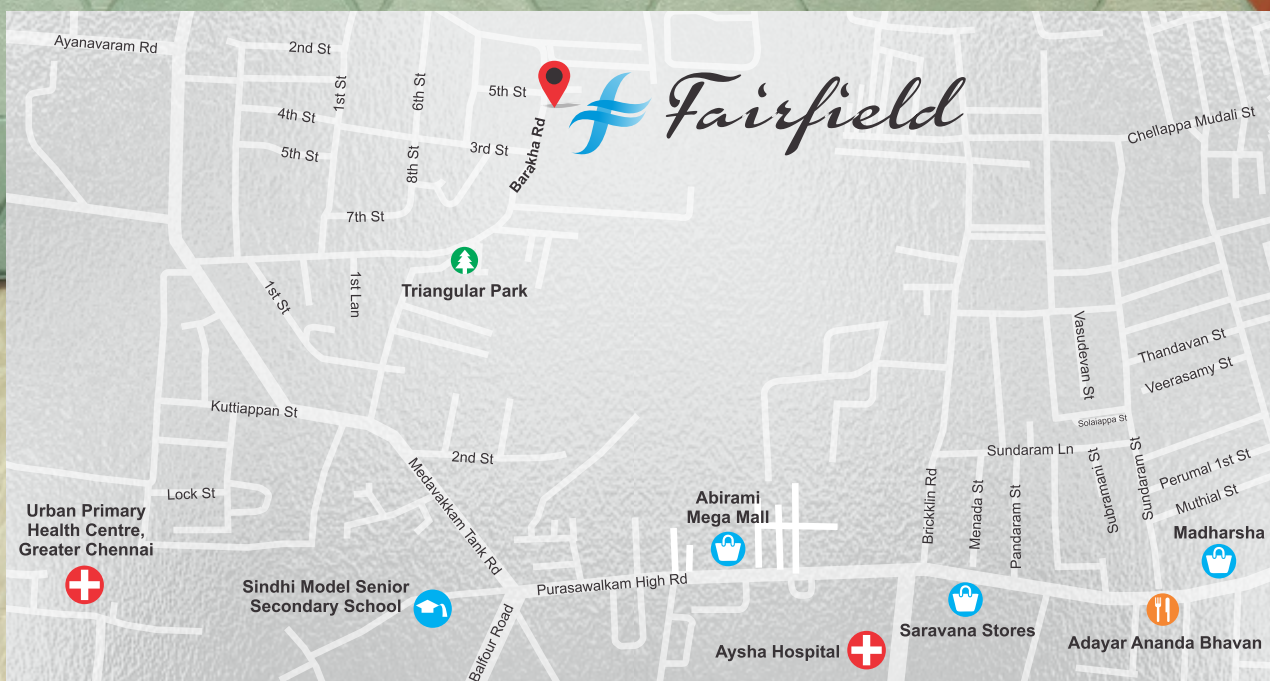 Ayanavaram Rd
2nd St
1st St
6th St
5th St
4th St
5th St
8th St
3rd St
Barakha Rd
Fairfield
Chellappa Mudali St
7th St
Triangular Park
1st St
1st Lan
Vasudevan St
Thandavan St
Veerasamy St
Kuttiappan St
Solaiappa St
2nd St
Medavakkam Tank Rd
Sundaram Ln
Subramani St
Sundaram St
Perumal 1st St
Muthial St
Lock St
Urban Primary
Health Centre,
Greater Chennai
Abirami
Mega Mall
Brickklin Rd
Menada St
Pandaram St
Madharsha
Sindhi Model Senior
Secondary School
Purasawalkam High Rd
Balfour Road
Aysha Hospital
Saravana Stores
Adayar Ananda Bhavan